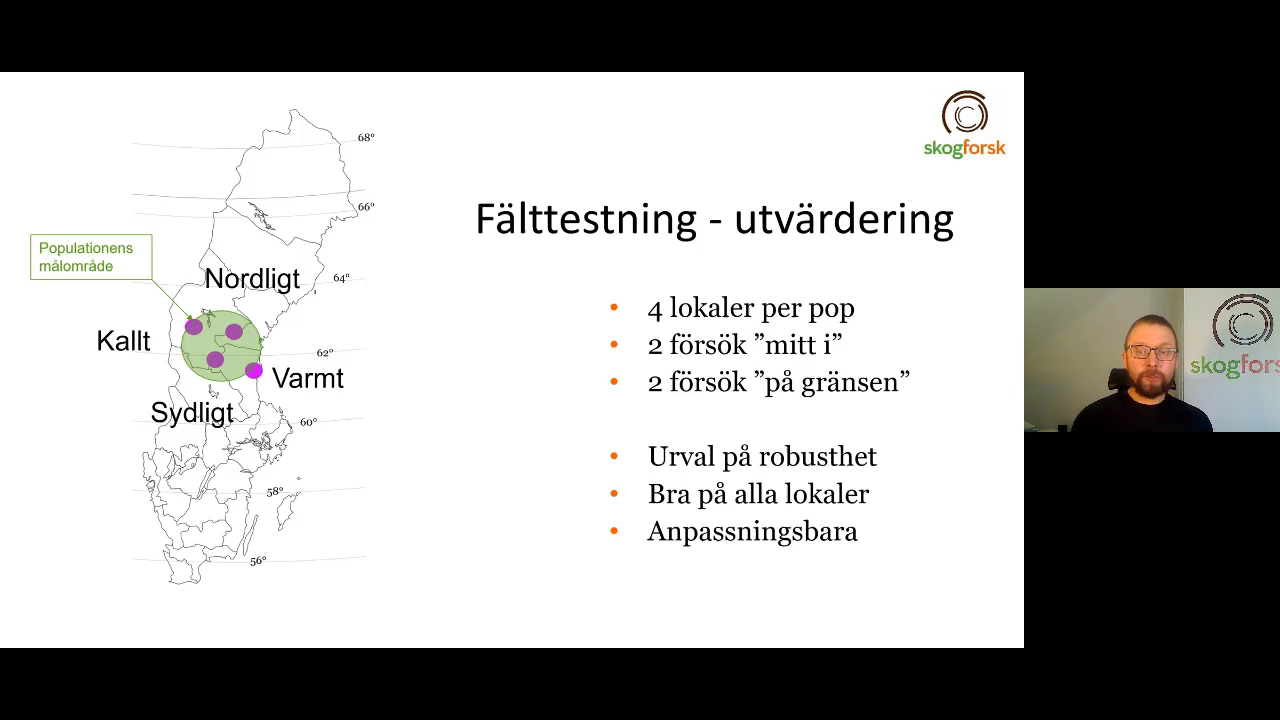 skogforsk
68°
66°
64°
62°
60°
58°
56°
Populationens
målområde
Nordligt
Kallt
Varmt
Sydligt
Fälttestning - utvärdering
• 4 lokaler per pop
• 2 försök ”mitt i”
• 2 försök ”på gränsen”
• Urval på robusthet
• Bra på alla lokaler
• Anpassningsbara
skogfors